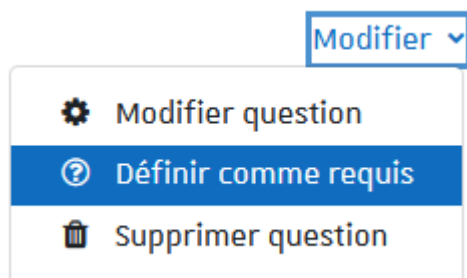 Modifier
Modifier question
Définir comme requis
Supprimer question